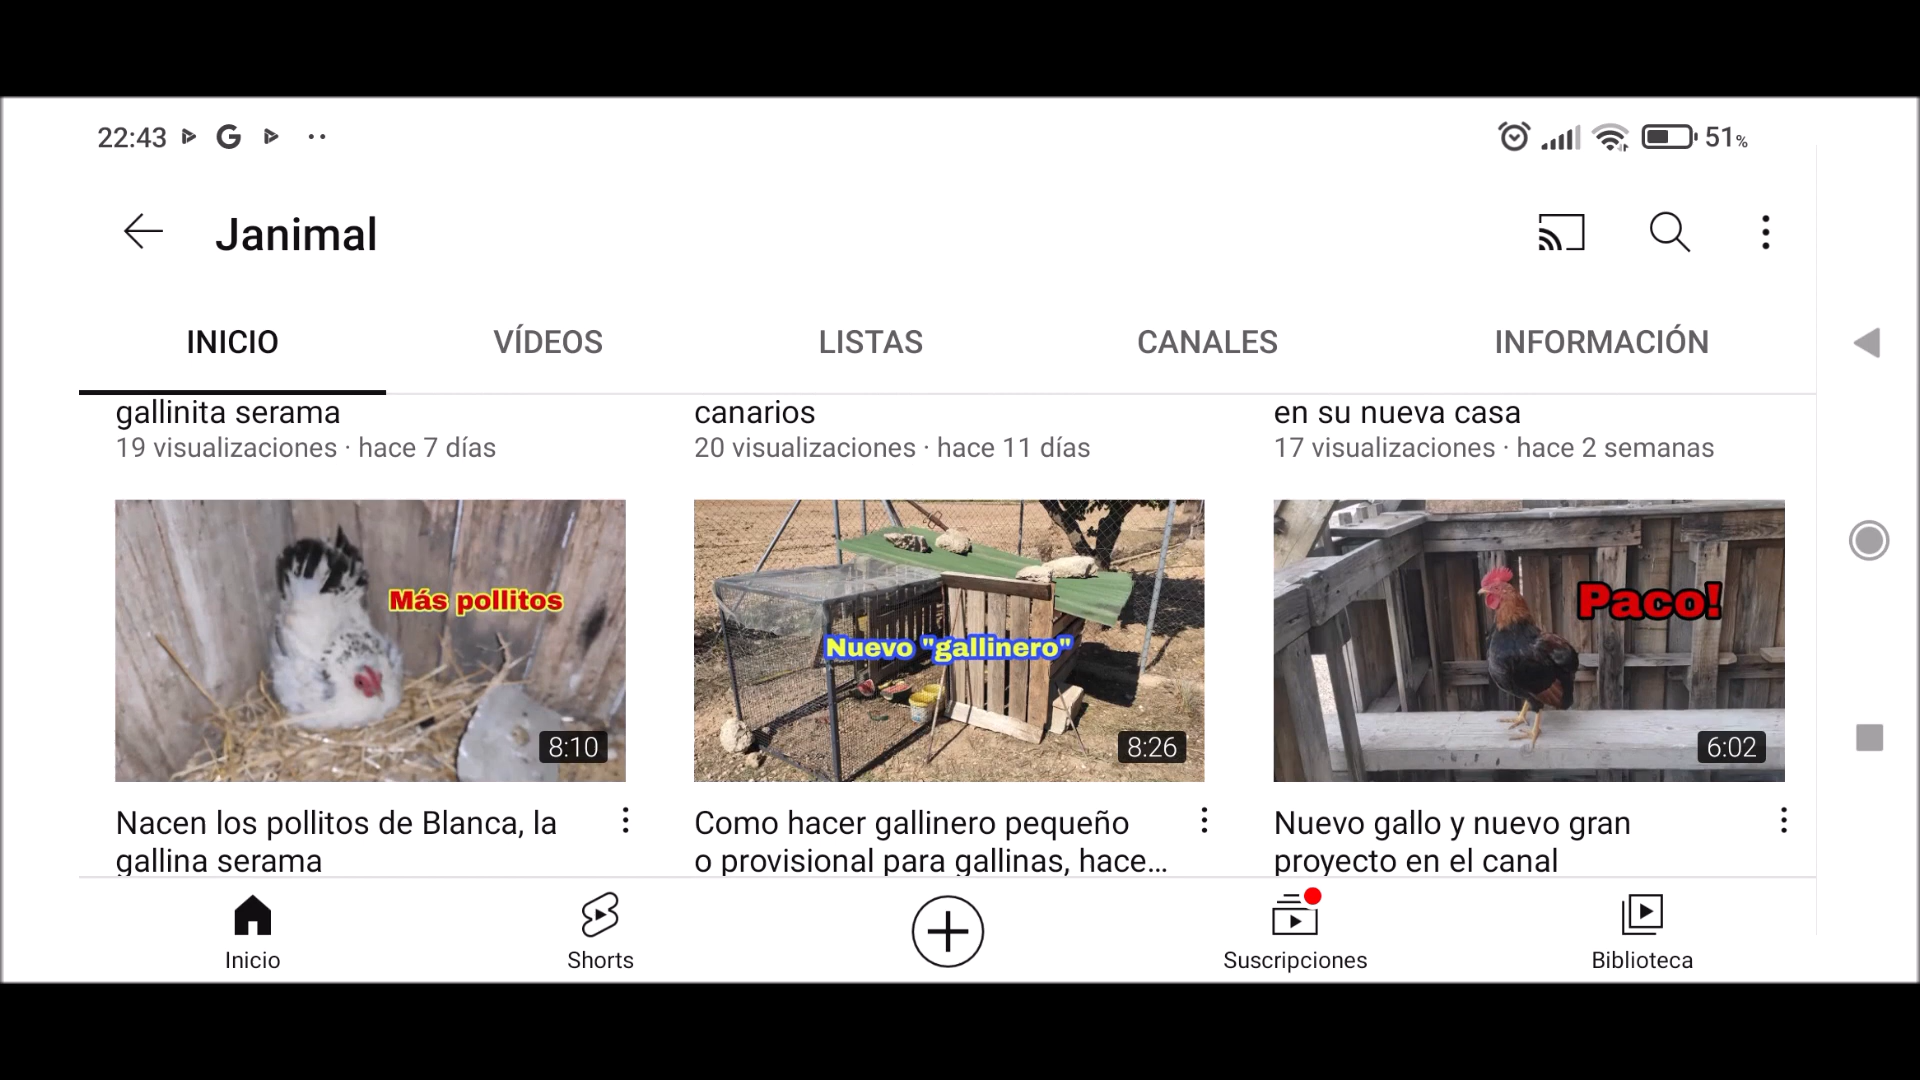 22:43
51%
Janimal
INICIO
VÍDEOS
LISTAS
CANALES
INFORMACIÓN
gallinita serama
19 visualizaciones · hace 7 días
canarios
20 visualizaciones · hace 11 días
en su nueva casa
17 visualizaciones · hace 2 semanas
Más pollitos
8:10
Nuevo "gallinero"
8:26
Paco!
6:02
Nacen los pollitos de Blanca, la
gallina serama
Como hacer gallinero pequeño
o provisional para gallinas, hace...
Nuevo gallo y nuevo gran
proyecto en el canal
Inicio
Shorts
Suscripciones
Biblioteca